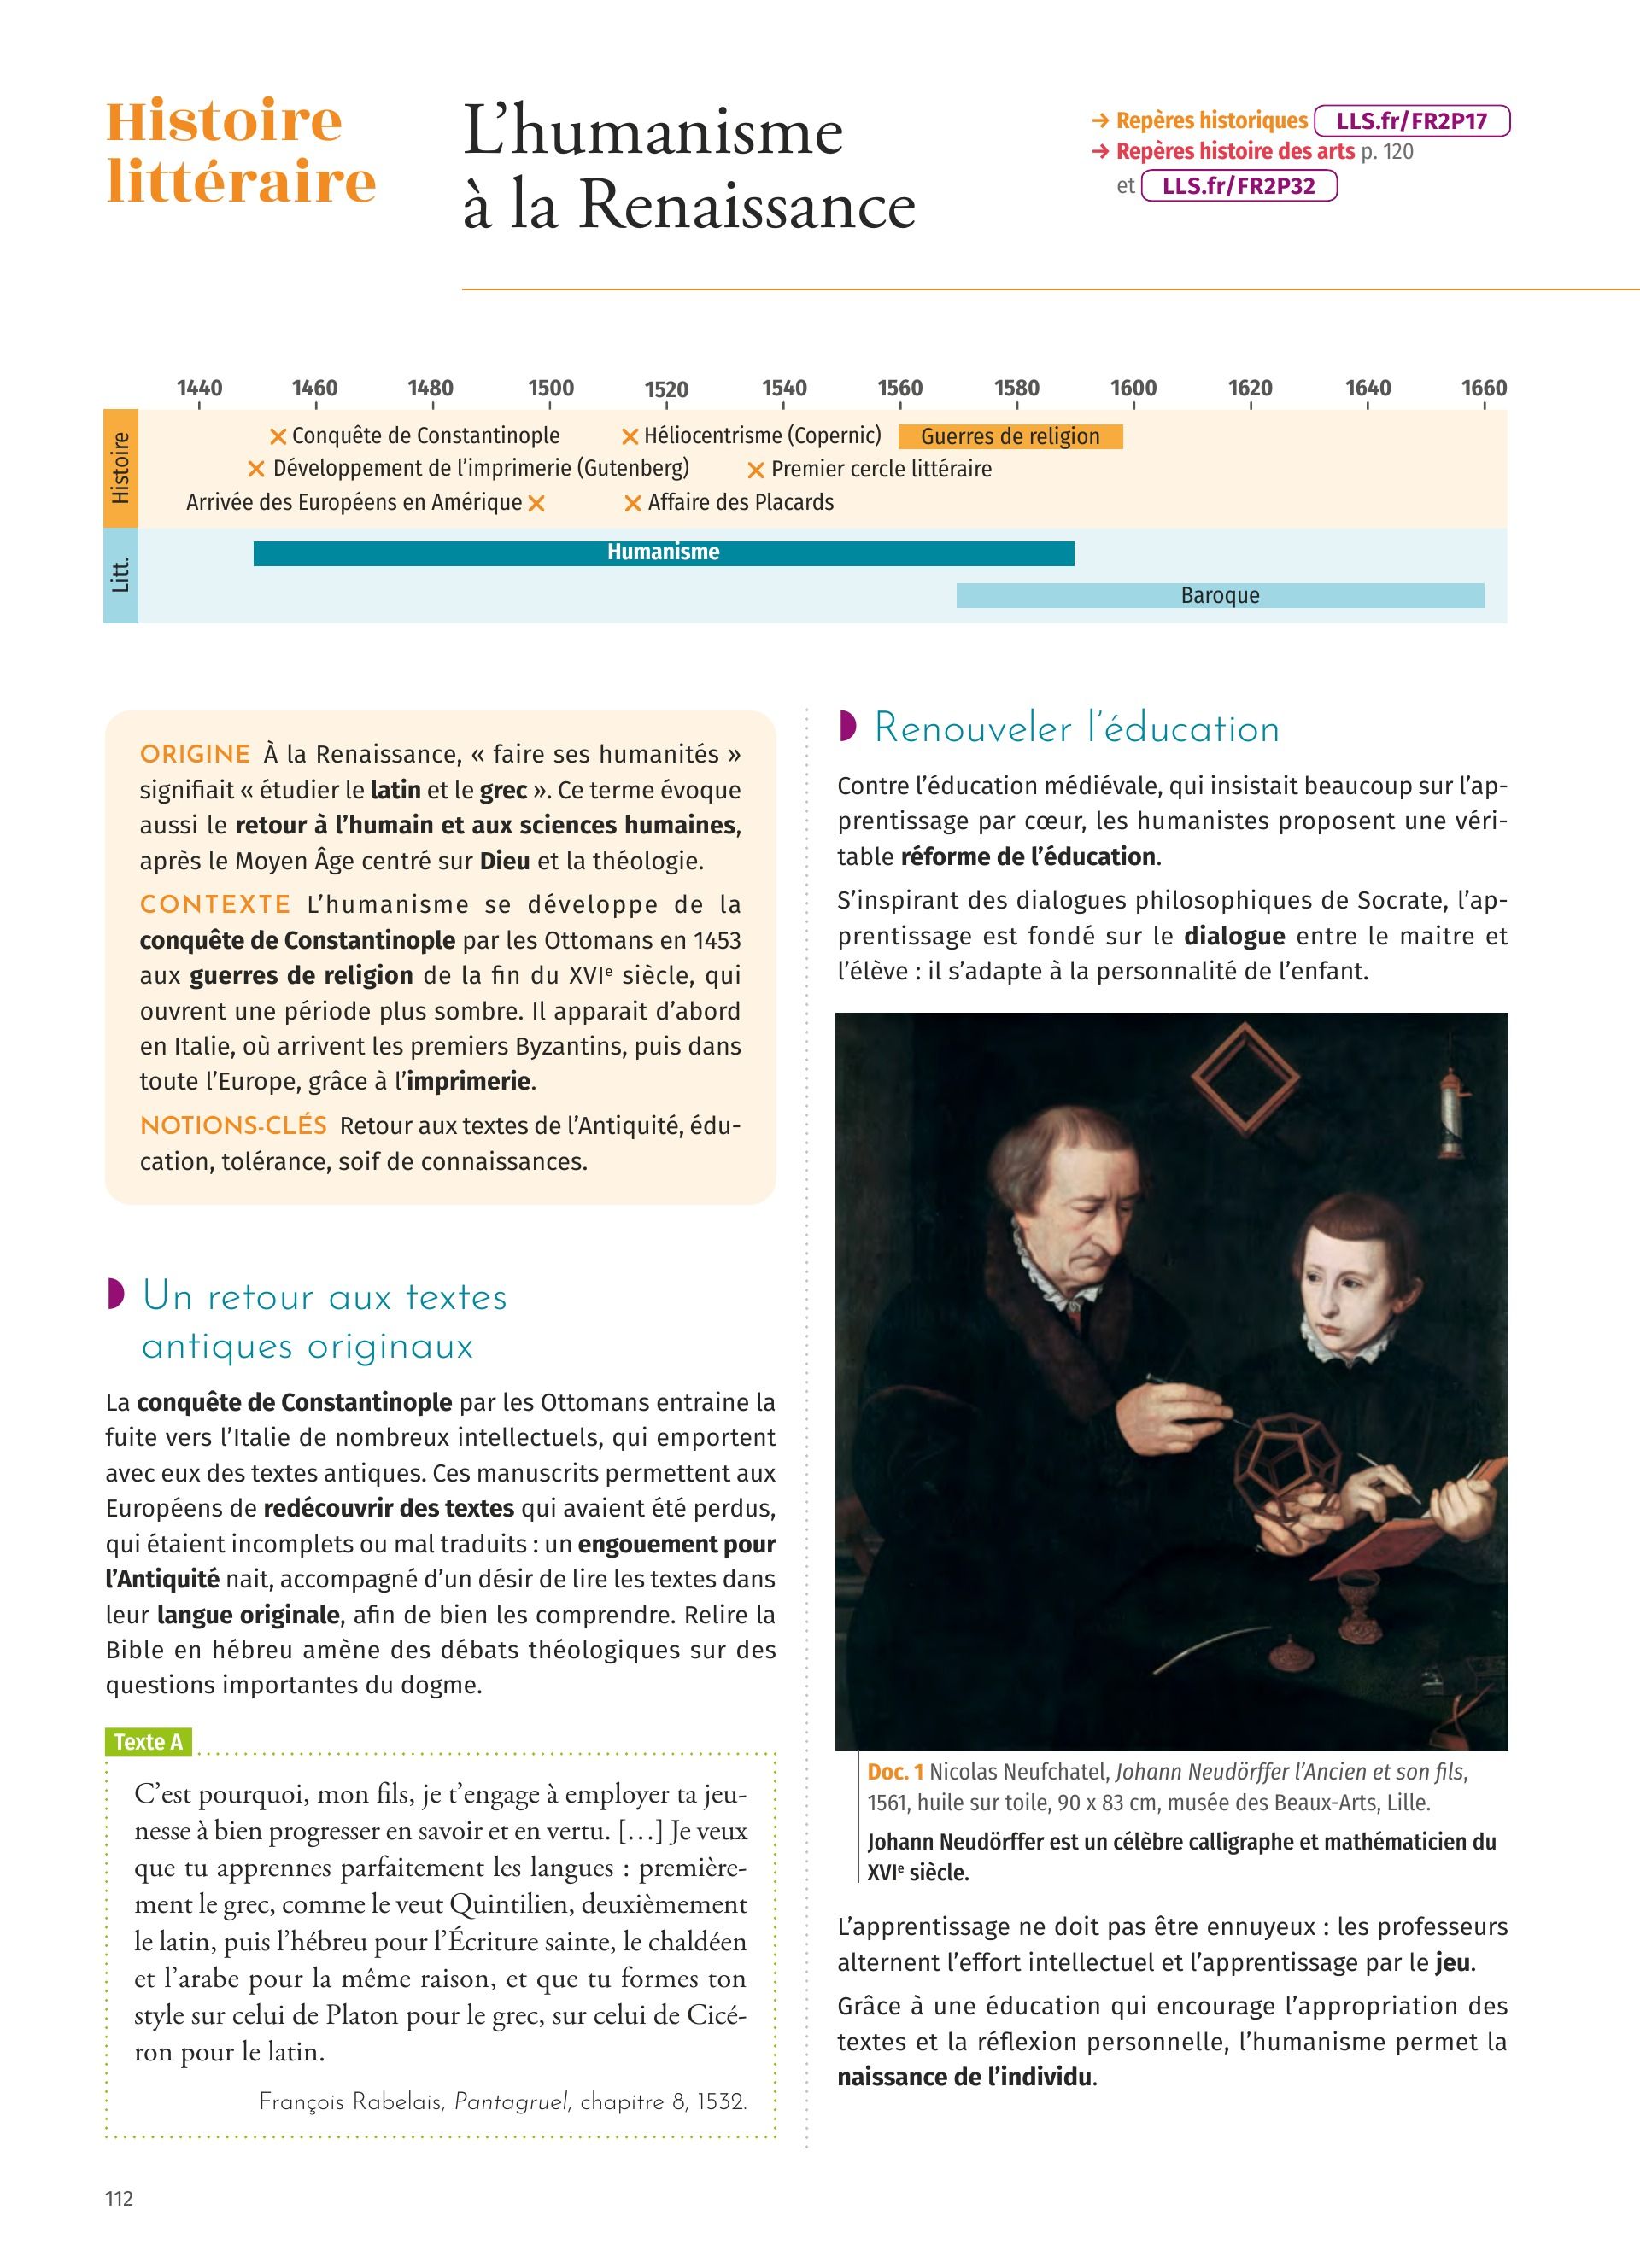 Histoire
littéraire
L'humanisme
à la Renaissance
→ Repères historiques LLS.fr/FR2P17
→ Repères histoire des arts p. 120
et LLS.fr/FR2P32
1440 1460 1480 1500 1520 1540 1560 1580 1600 1620 1640 1660
Histoire
Conquête de Constantinople Héliocentrisme (Copernic) Guerres de religion
Développement de l'imprimerie (Gutenberg) Premier cercle littéraire
Arrivée des Européens en Amérique Affaire des Placards
Litt.
Humanisme
Baroque
ORIGINE À la Renaissance, « faire ses humanités »
signifiait « étudier le latin et le grec ». Ce terme évoque
aussi le retour à l'humain et aux sciences humaines,
après le Moyen Âge centré sur Dieu et la théologie.
CONTEXTE L'humanisme se développe de la
conquête de Constantinople par les Ottomans en 1453
aux guerres de religion de la fin du XVIe siècle, qui
ouvrent une période plus sombre. Il apparait d'abord
en Italie, où arrivent les premiers Byzantins, puis dans
toute l'Europe, grâce à l'imprimerie.
NOTIONS-CLÉS Retour aux textes de l'Antiquité, édu-
cation, tolérance, soif de connaissances.
Un retour aux textes
antiques originaux
La conquête de Constantinople par les Ottomans entraine la
fuite vers l'Italie de nombreux intellectuels, qui emportent
avec eux des textes antiques. Ces manuscrits permettent aux
Européens de redécouvrir des textes qui avaient été perdus,
qui étaient incomplets ou mal traduits : un engouement pour
l'Antiquité nait, accompagné d'un désir de lire les textes dans
leur langue originale, afin de bien les comprendre. Relire la
Bible en hébreu amène des débats théologiques sur des
questions importantes du dogme.
Texte A
C'est pourquoi, mon fils, je t'engage à employer ta jeu-
nesse à bien progresser en savoir et en vertu. […] Je veux
que tu apprennes parfaitement les langues : première-
ment le grec, comme le veut Quintilien, deuxièmement
le latin, puis l'hébreu pour l'Écriture sainte, le chaldéen
et l'arabe pour la même raison, et que tu formes ton
style sur celui de Platon pour le grec, sur celui de Cicé-
ron pour le latin.
François Rabelais, Pantagruel, chapitre 8, 1532.
Renouveler l'éducation
Contre l'éducation médiévale, qui insistait beaucoup sur l'ap-
prentissage par cœur, les humanistes proposent une véri-
table réforme de l'éducation.
S'inspirant des dialogues philosophiques de Socrate, l'ap-
prentissage est fondé sur le dialogue entre le maitre et
l'élève : il s'adapte à la personnalité de l'enfant.
Doc. 1 Nicolas Neufchatel, Johann Neudörffer l'Ancien et son fils,
1561, huile sur toile, 90 x 83 cm, musée des Beaux-Arts, Lille.
Johann Neudörffer est un célèbre calligraphe et mathématicien du
XVIe siècle.
L'apprentissage ne doit pas être ennuyeux : les professeurs
alternent l'effort intellectuel et l'apprentissage par le jeu.
Grâce à une éducation qui encourage l'appropriation des
textes et la réflexion personnelle, l'humanisme permet la
naissance de l'individu.
112